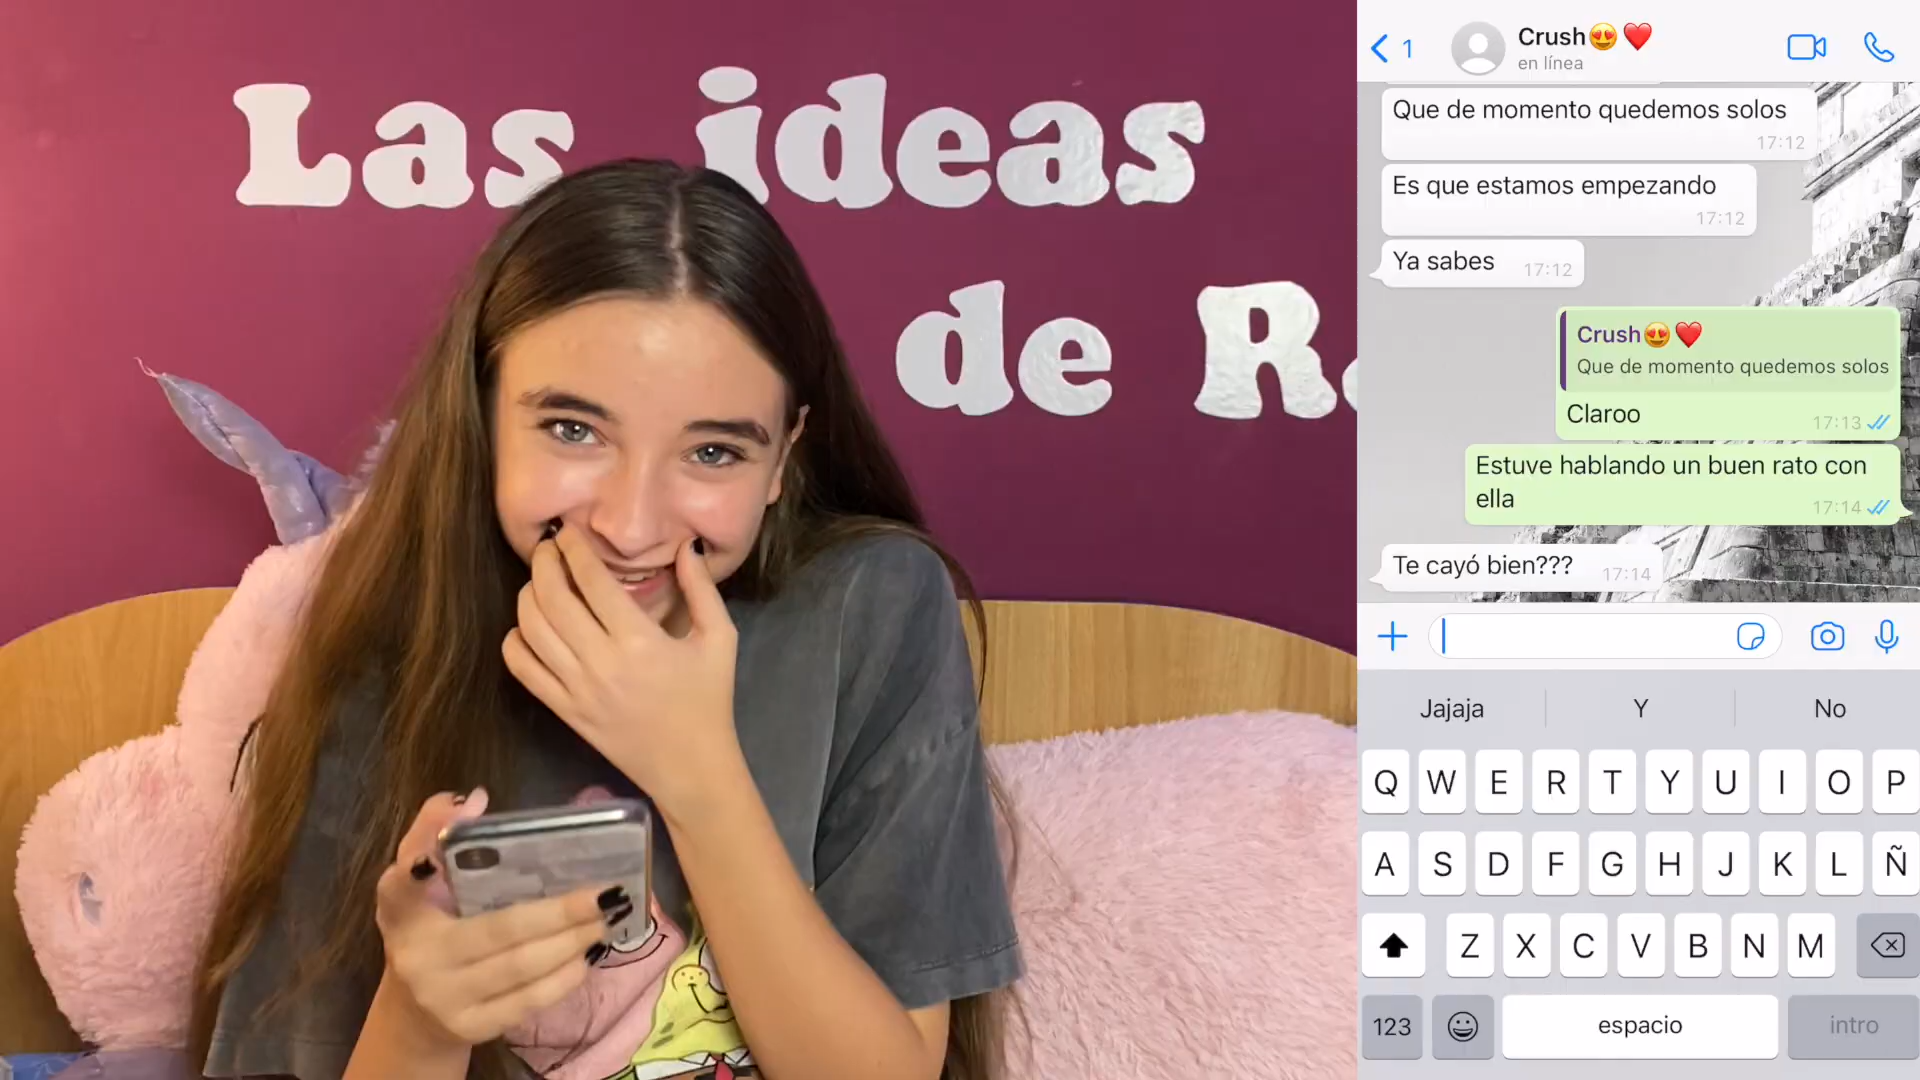 Las ideas
de R
1
Crush😍❤️
en línea
Que de momento quedemos solos
17:12
Es que estamos empezando
17:12
Ya sabes 17:12
Crush😍❤️
Que de momento quedemos solos
Claroo 17:13
Estuve hablando un buen rato con
ella 17:14
Te cayó bien??? 17:14
Jajaja Y No
Q W E R T Y U I O P
A S D F G H J K L Ñ
Z X C V B N M
123 espacio intro